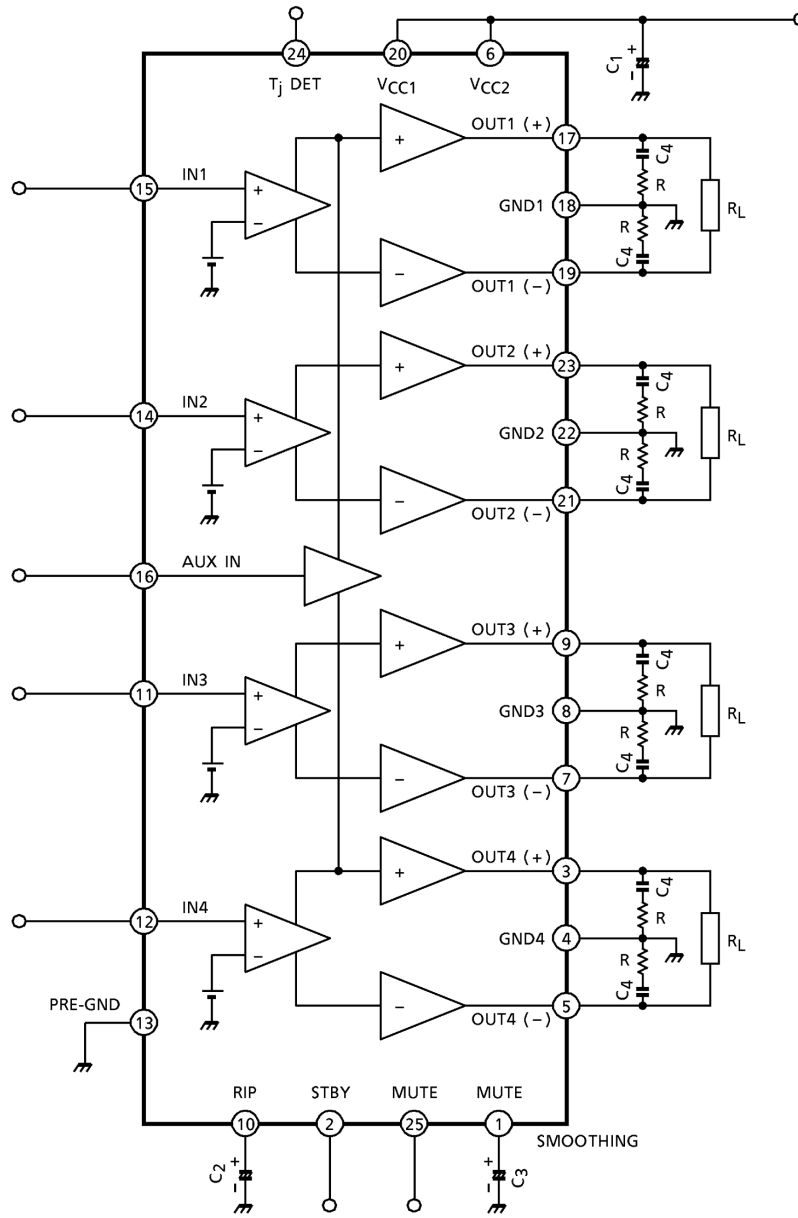 24 20 6
Tj DET VCC1 VCC2
C1 + -
OUT1 (+) 17
C4
R
15 IN1 + - +
GND1 18
RL
R
C4
- OUT1 (-) 19
OUT2 (+) 23
C4
R
14 IN2 + - +
GND2 22
RL
R
C4
- OUT2 (-) 21
16 AUX IN
OUT3 (+) 9
C4
R
11 IN3 + - +
GND3 8
RL
R
C4
- OUT3 (-) 7
OUT4 (+) 3
C4
R
12 IN4 + - +
GND4 4
RL
R
C4
- OUT4 (-) 5
PRE-GND
13
RIP STBY MUTE MUTE
10 2 25 1
SMOOTHING
C2 + - + - C3